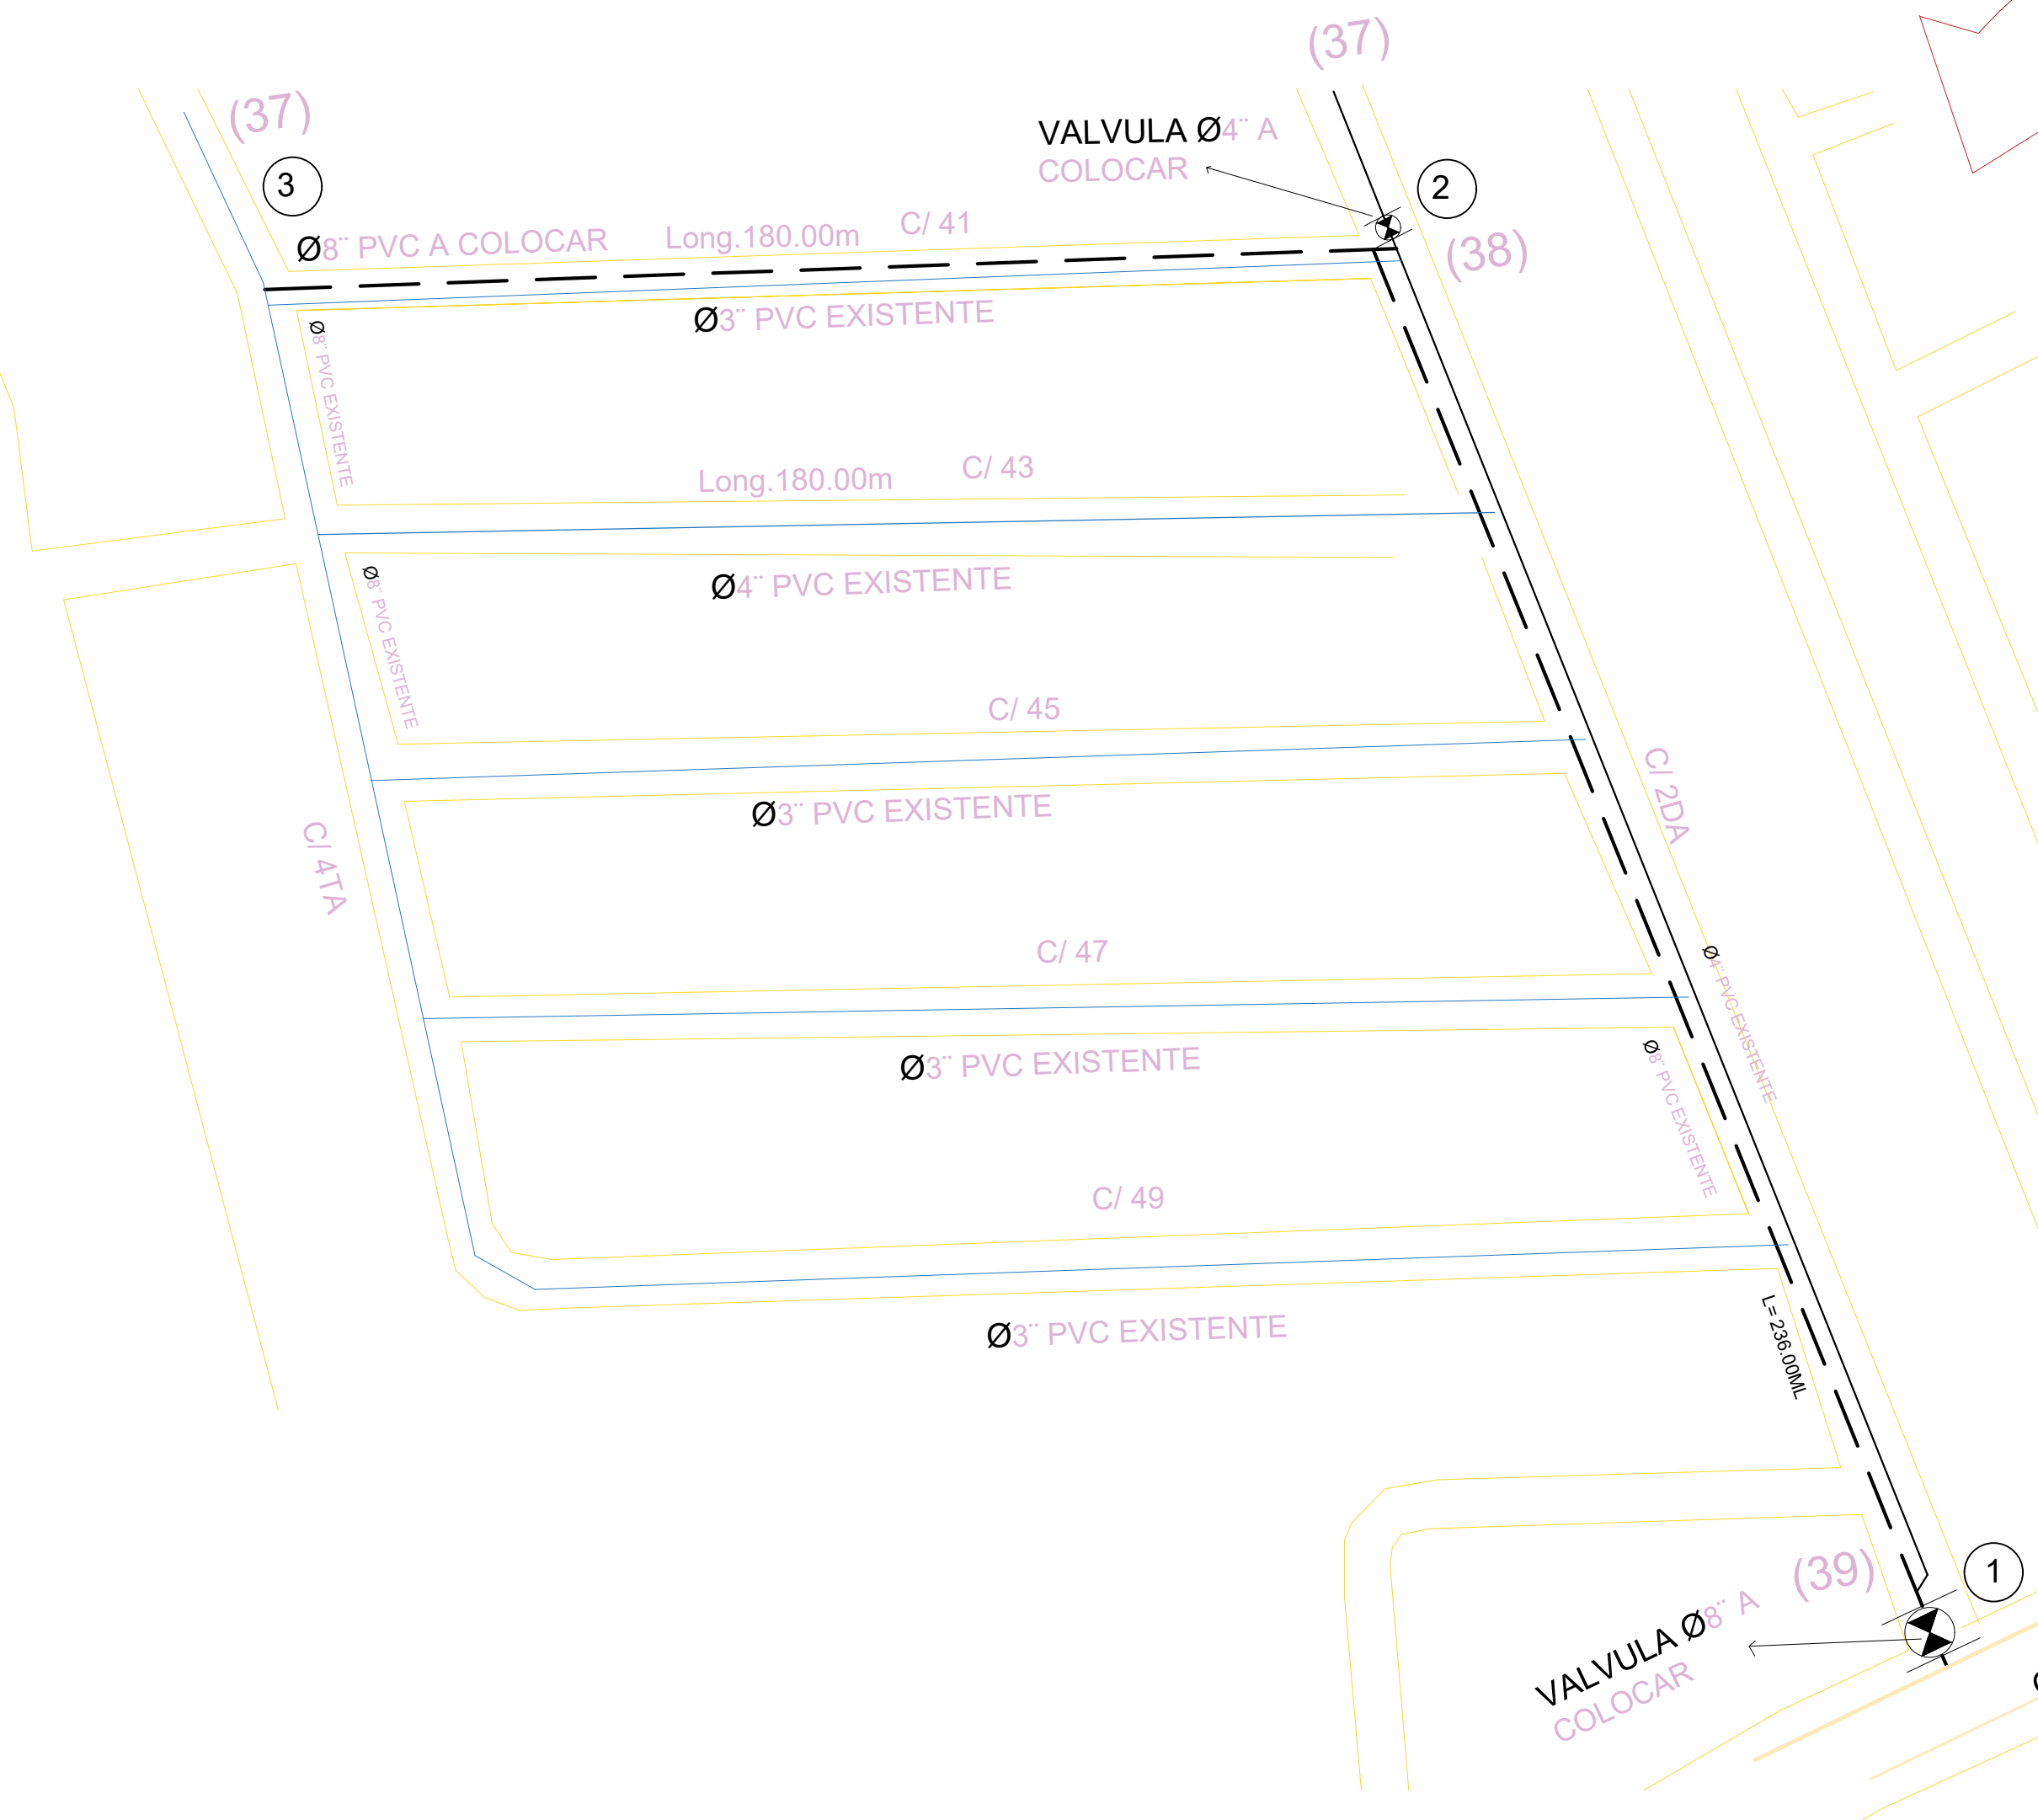 (37)
(37)
3
VALVULA Ø4¨ A
COLOCAR
2
(38)
Ø8¨ PVC A COLOCAR
Long.180.00m
C/ 41
Ø3¨ PVC EXISTENTE
Ø8¨ PVC EXISTENTE
Long.180.00m
C/ 43
Ø4¨ PVC EXISTENTE
Ø8¨ PVC EXISTENTE
C/ 45
Ø3¨ PVC EXISTENTE
C/ 2DA
C/ 4TA
C/ 47
Ø4¨ PVC EXISTENTE
Ø3¨ PVC EXISTENTE
Ø8¨ PVC EXISTENTE
C/ 49
Ø3¨ PVC EXISTENTE
L=236.00ML
(39)
1
VALVULA Ø8¨ A
COLOCAR